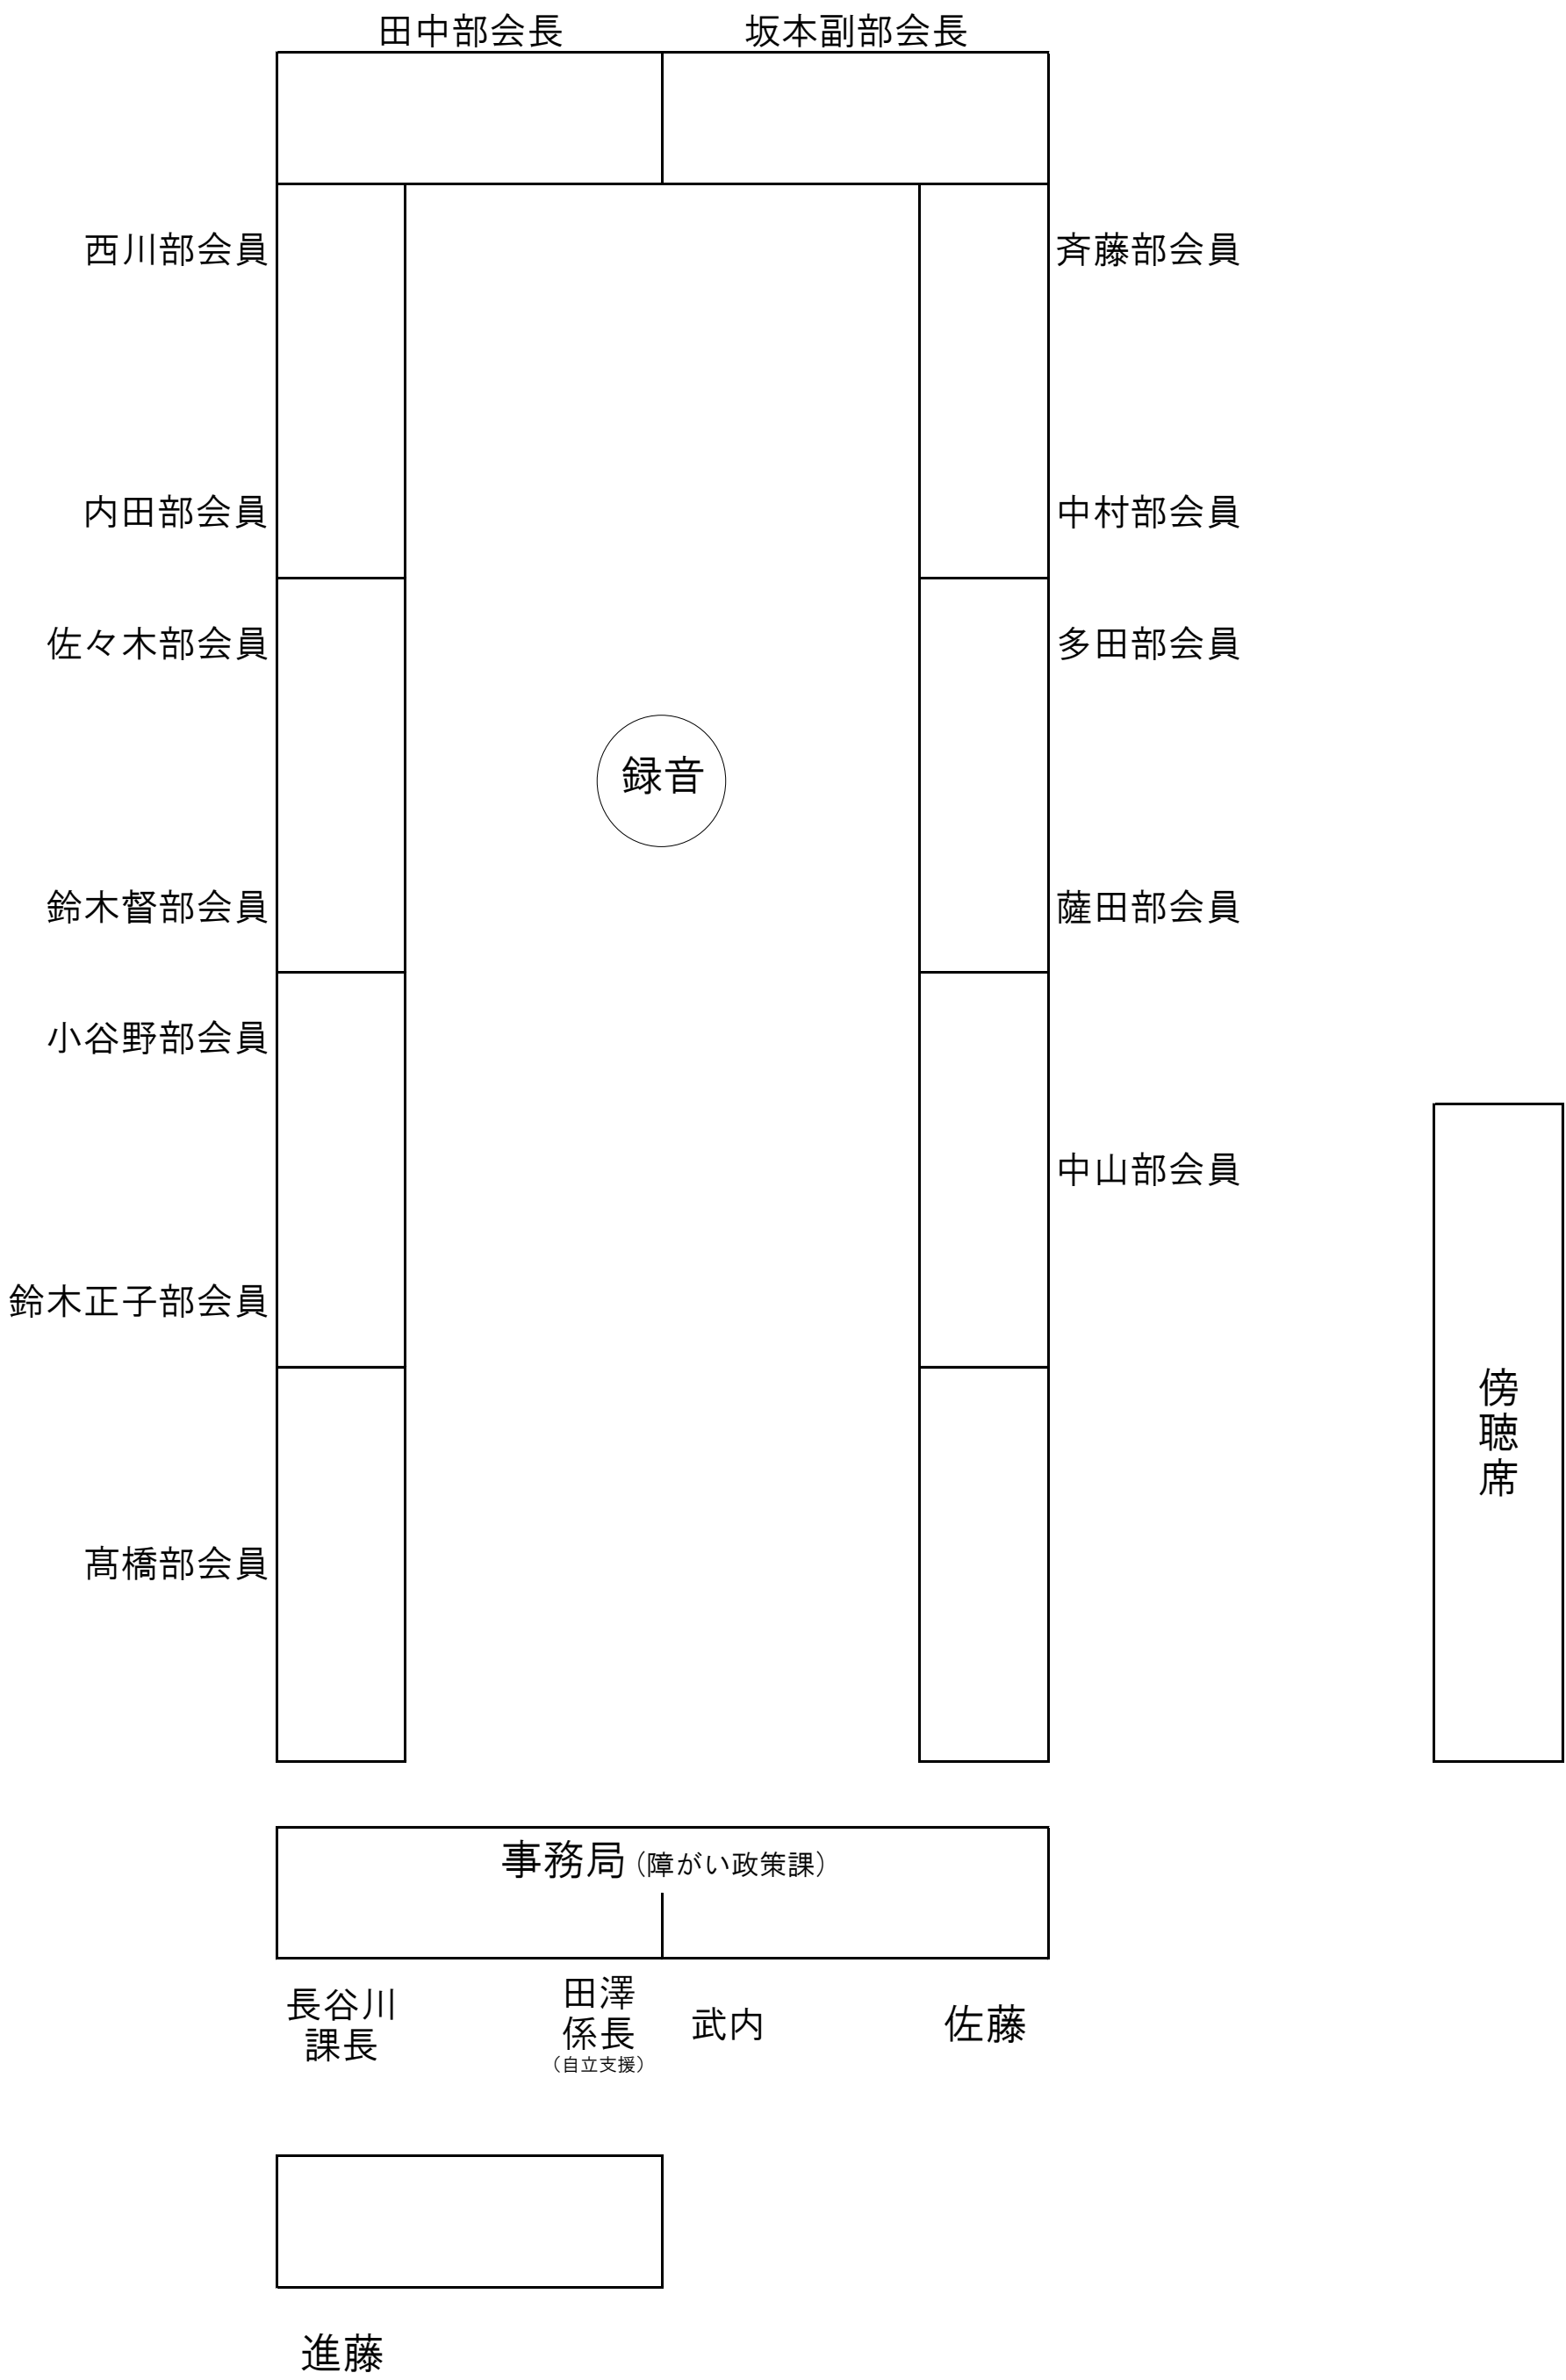 田中部会長
坂本副部会長
西川部会員
斉藤部会員
内田部会員
中村部会員
佐々木部会員
多田部会員
録音
鈴木督部会員
薩田部会員
小谷野部会員
中山部会員
鈴木正子部会員
傍聴席
髙橋部会員
事務局（障がい政策課）
長谷川
課長
田澤
係長
（自立支援）
武内
佐藤
進藤